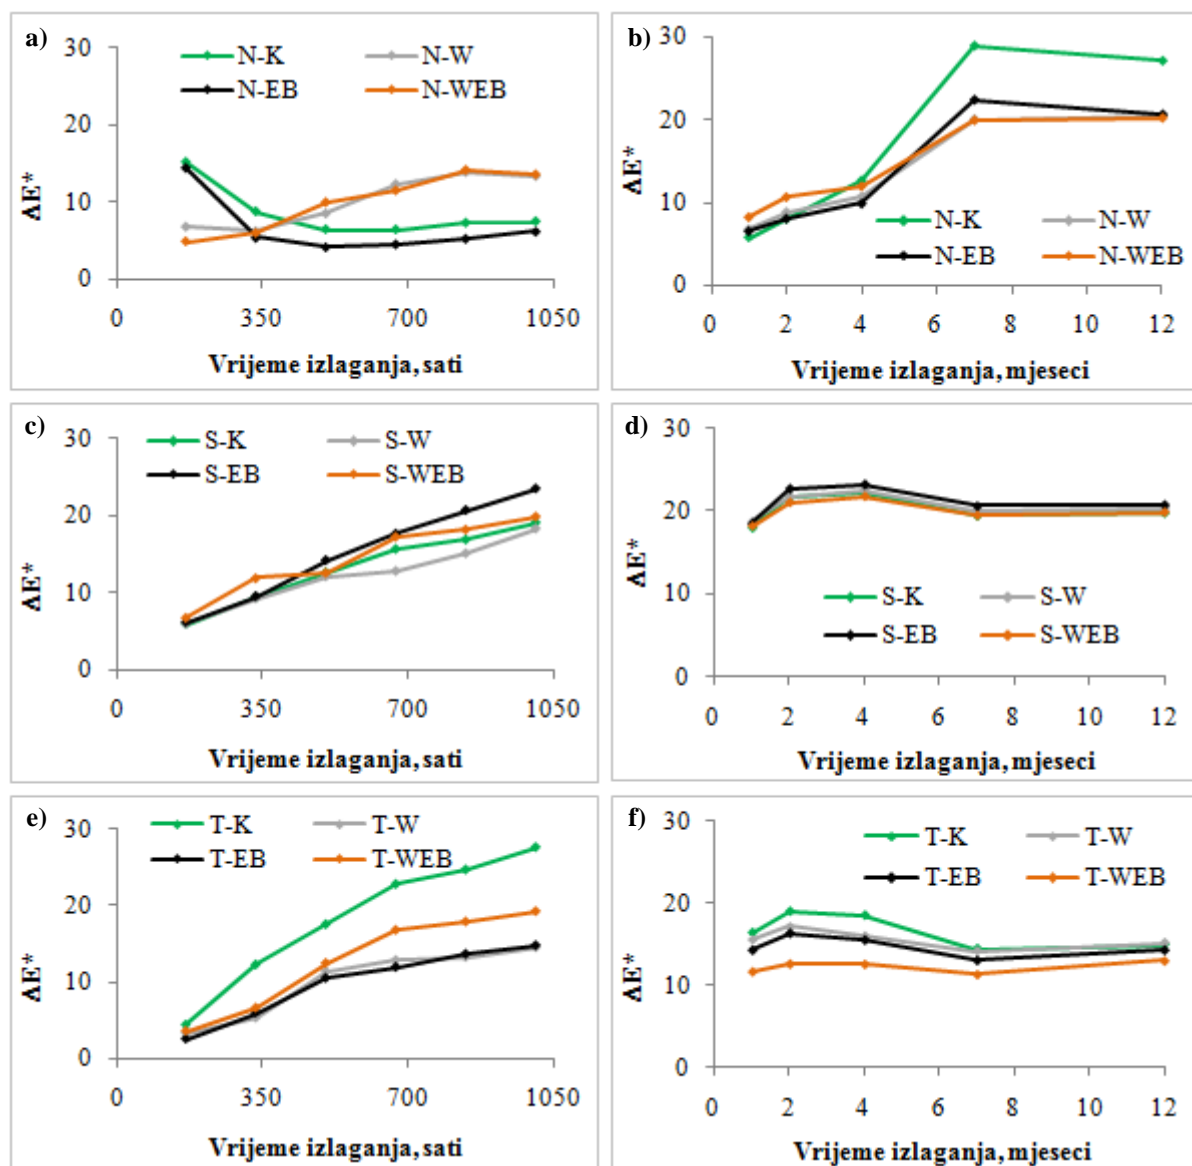 a)
N-K N-W
N-EB N-WEB
30
20
10
0
ΔE*
0 350 700 1050
Vrijeme izlaganja, sati
b)
30
20
10
0
ΔE*
N-K N-W
N-EB N-WEB
0 2 4 6 8 10 12
Vrijeme izlaganja, mjeseci
c)
S-K S-W
S-EB S-WEB
30
20
10
0
ΔE*
0 350 700 1050
Vrijeme izlaganja, sati
d)
30
20
10
0
ΔE*
S-K S-W
S-EB S-WEB
0 2 4 6 8 10 12
Vrijeme izlaganja, mjeseci
e)
T-K T-W
T-EB T-WEB
30
20
10
0
ΔE*
0 350 700 1050
Vrijeme izlaganja, sati
f)
T-K T-W
T-EB T-WEB
30
20
10
0
ΔE*
0 2 4 6 8 10 12
Vrijeme izlaganja, mjeseci